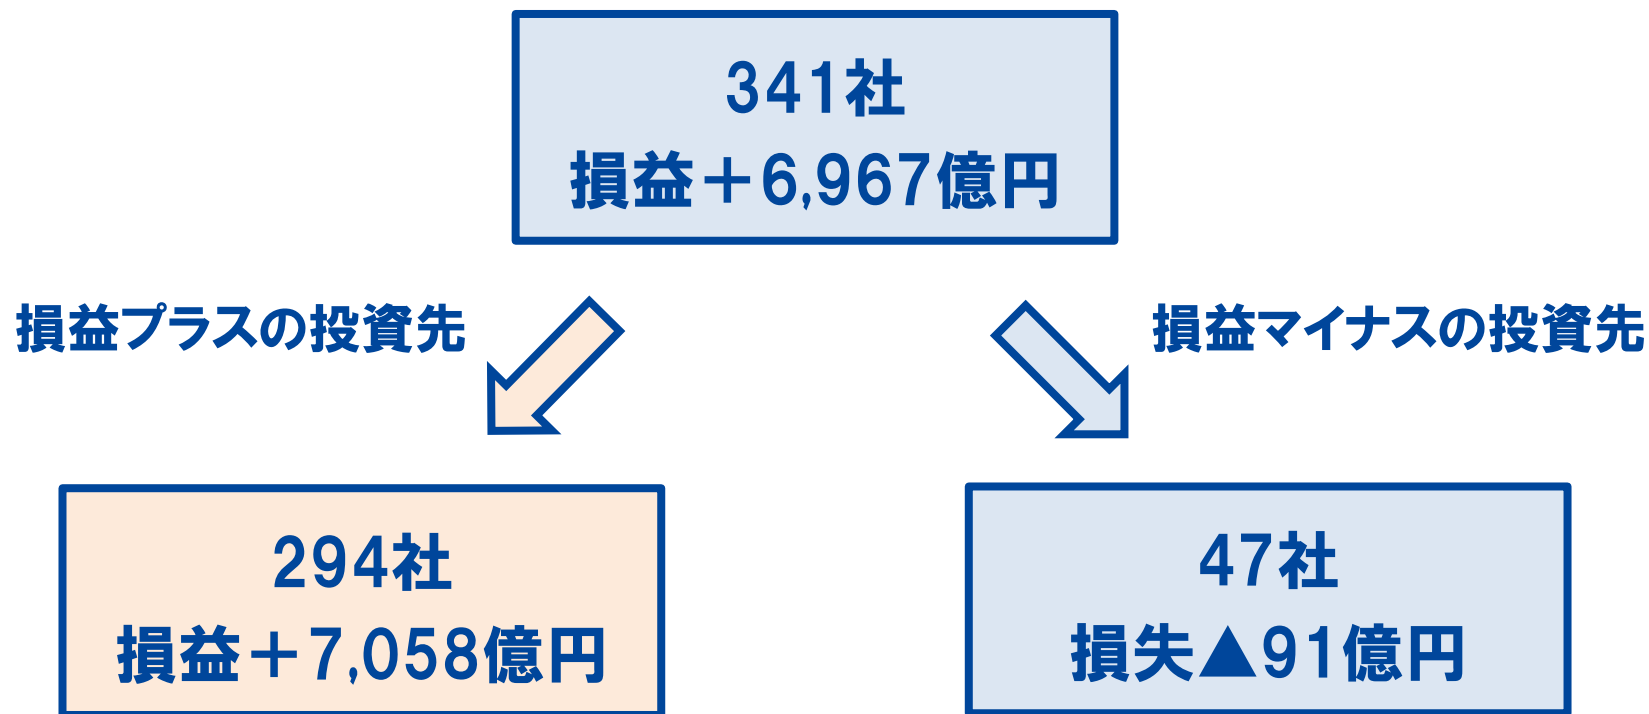 341社
損益+6,967億円
損益プラスの投資先
損益マイナスの投資先
294社
損益+7,058億円
47社
損失▲91億円